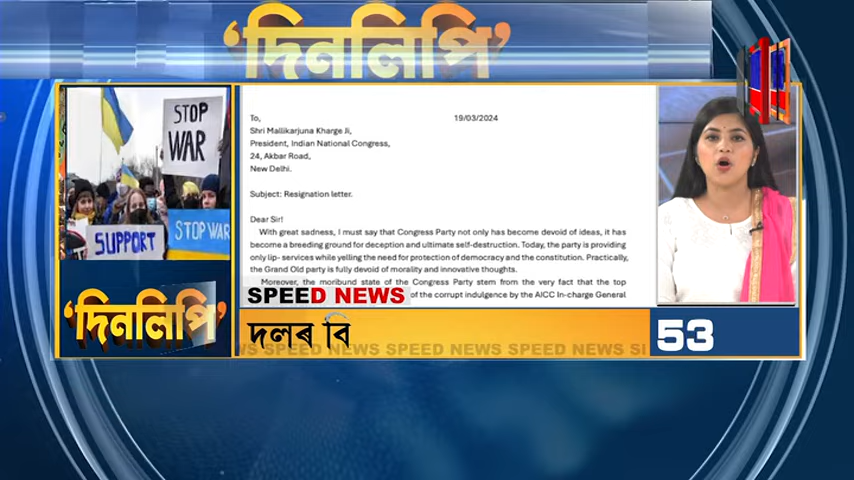 ‘দিনলিপি’
STOP
WAR
SUPPORT
STOP WAR
‘দিনলিপি’
To,
19/03/2024
Shri Mallikarjuna Kharge Ji,
President, Indian National Congress,
24, Akbar Road,
New Delhi.
Subject: Resignation letter.
Dear Sir!
With great sadness, I must say that Congress Party not only has become devoid of ideas, it has
become a breeding ground for deception and ultimate self-destruction. Today, the party is providing
only lip- services while yelling the need for protection of democracy and the constitution. Practically,
the Grand Old party is fully devoid of morality and innovative thoughts.
Moreover, the moribund state of the Congress Party stem from the very fact that the top
of the corrupt indulgence by the AICC In-charge General
SPEED NEWS
দলৰ বি
53
WS SPEED NEWS SPEED NEWS SPEED NEWS SPEED NEWS